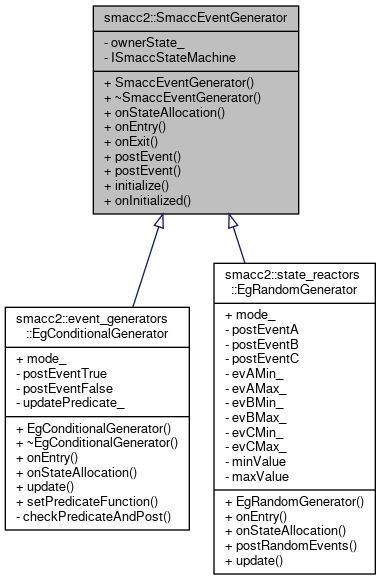 smacc2::SmaccEventGenerator
- ownerState_
- ISmaccStateMachine
+ SmaccEventGenerator()
+ ~SmaccEventGenerator()
+ onStateAllocation()
+ onEntry()
+ onExit()
+ postEvent()
+ postEvent()
+ initialize()
+ onInitialized()
smacc2::event_generators
::EgConditionalGenerator
+ mode_
- postEventTrue
- postEventFalse
- updatePredicate_
+ EgConditionalGenerator()
+ ~EgConditionalGenerator()
+ onEntry()
+ onStateAllocation()
+ update()
+ setPredicateFunction()
- checkPredicateAndPost()
smacc2::state_reactors
::EgRandomGenerator
+ mode_
- postEventA
- postEventB
- postEventC
- evAMin_
- evAMax_
- evBMin_
- evBMax_
- evCMin_
- evCMax_
- minValue
- maxValue
+ EgRandomGenerator()
+ onEntry()
+ onStateAllocation()
+ postRandomEvents()
+ update()